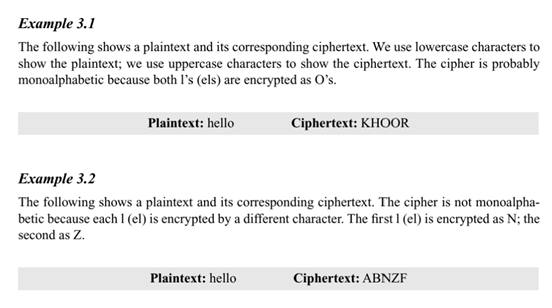 Example 3.1
The following shows a plaintext and its corresponding ciphertext. We use lowercase characters to
show the plaintext; we use uppercase characters to show the ciphertext. The cipher is probably
monoalphabetic because both l's (els) are encrypted as O's.
Plaintext: hello Ciphertext: KHOOR
Example 3.2
The following shows a plaintext and its corresponding ciphertext. The cipher is not monoalpha-
betic because each l (el) is encrypted by a different character. The first l (el) is encrypted as N; the
second as Z.
Plaintext: hello Ciphertext: ABNZF